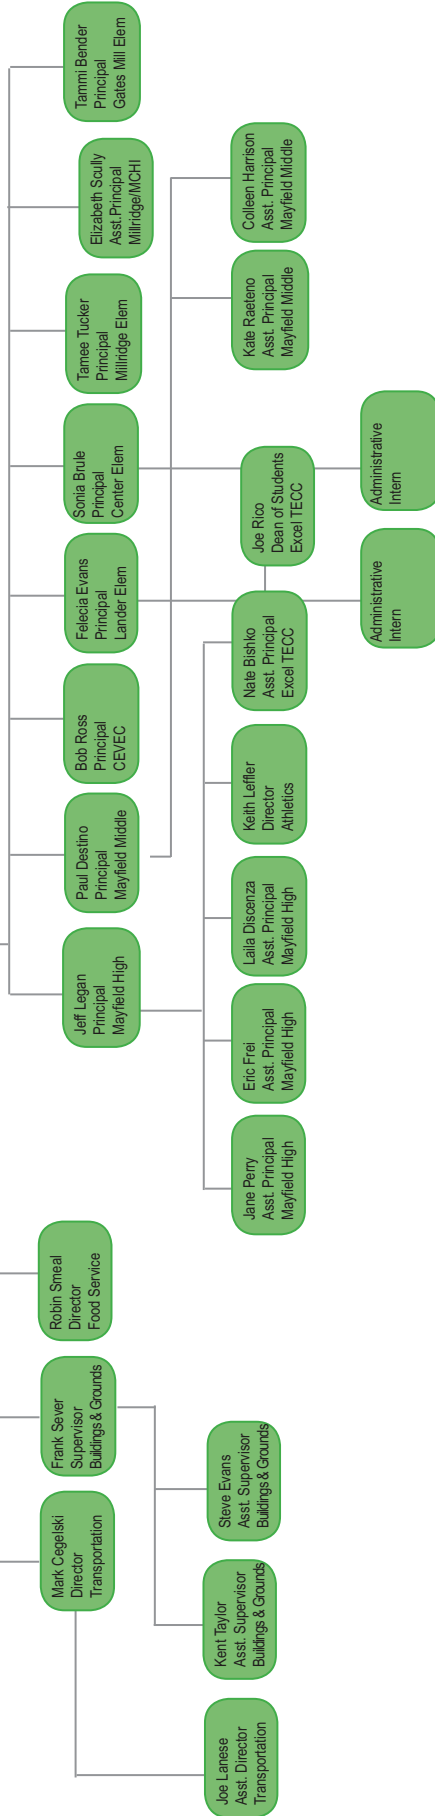 Mark Cegelski
Director
Transportation
Frank Sever
Supervisor
Buildings & Grounds
Robin Smeal
Director
Food Service
Jeff Legan
Principal
Mayfield High
Paul Destino
Principal
Mayfield Middle
Bob Ross
Principal
CEVEC
Felecia Evans
Principal
Lander Elem
Sonia Brule
Principal
Center Elem
Tamee Tucker
Principal
Millridge Elem
Elizabeth Scully
Asst.Principal
Millridge/MCHI
Tammi Bender
Principal
Gates Mill Elem
Joe Lanese
Asst. Director
Transportation
Kent Taylor
Asst. Supervisor
Buildings & Grounds
Steve Evans
Asst. Supervisor
Buildings & Grounds
Jane Perry
Asst. Principal
Mayfield High
Eric Frei
Asst. Principal
Mayfield High
Laila Discenza
Asst. Principal
Mayfield High
Keith Leffler
Director
Athletics
Nate Bishko
Asst. Principal
Excel TECC
Joe Rico
Dean of Students
Excel TECC
Kate Raeteno
Asst. Principal
Mayfield Middle
Colleen Harrison
Asst. Principal
Mayfield Middle
Administrative
Intern
Administrative
Intern